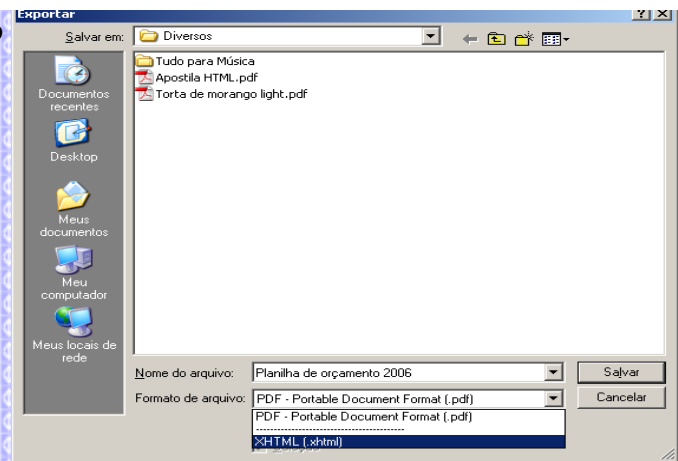 Exportar
Salvar em: Diversos
Tudo para Música
Apostila HTML.pdf
Torta de morango light.pdf
Documentos
recentes
Desktop
Meus
documentos
Meu
computador
Meus locais de
rede
Nome do arquivo: Planilha de orçamento 2006 Salvar
Formato de arquivo: PDF - Portable Document Format (.pdf) Cancelar
PDF - Portable Document Format (.pdf)
----------------------------------------
XHTML (.xhtml)